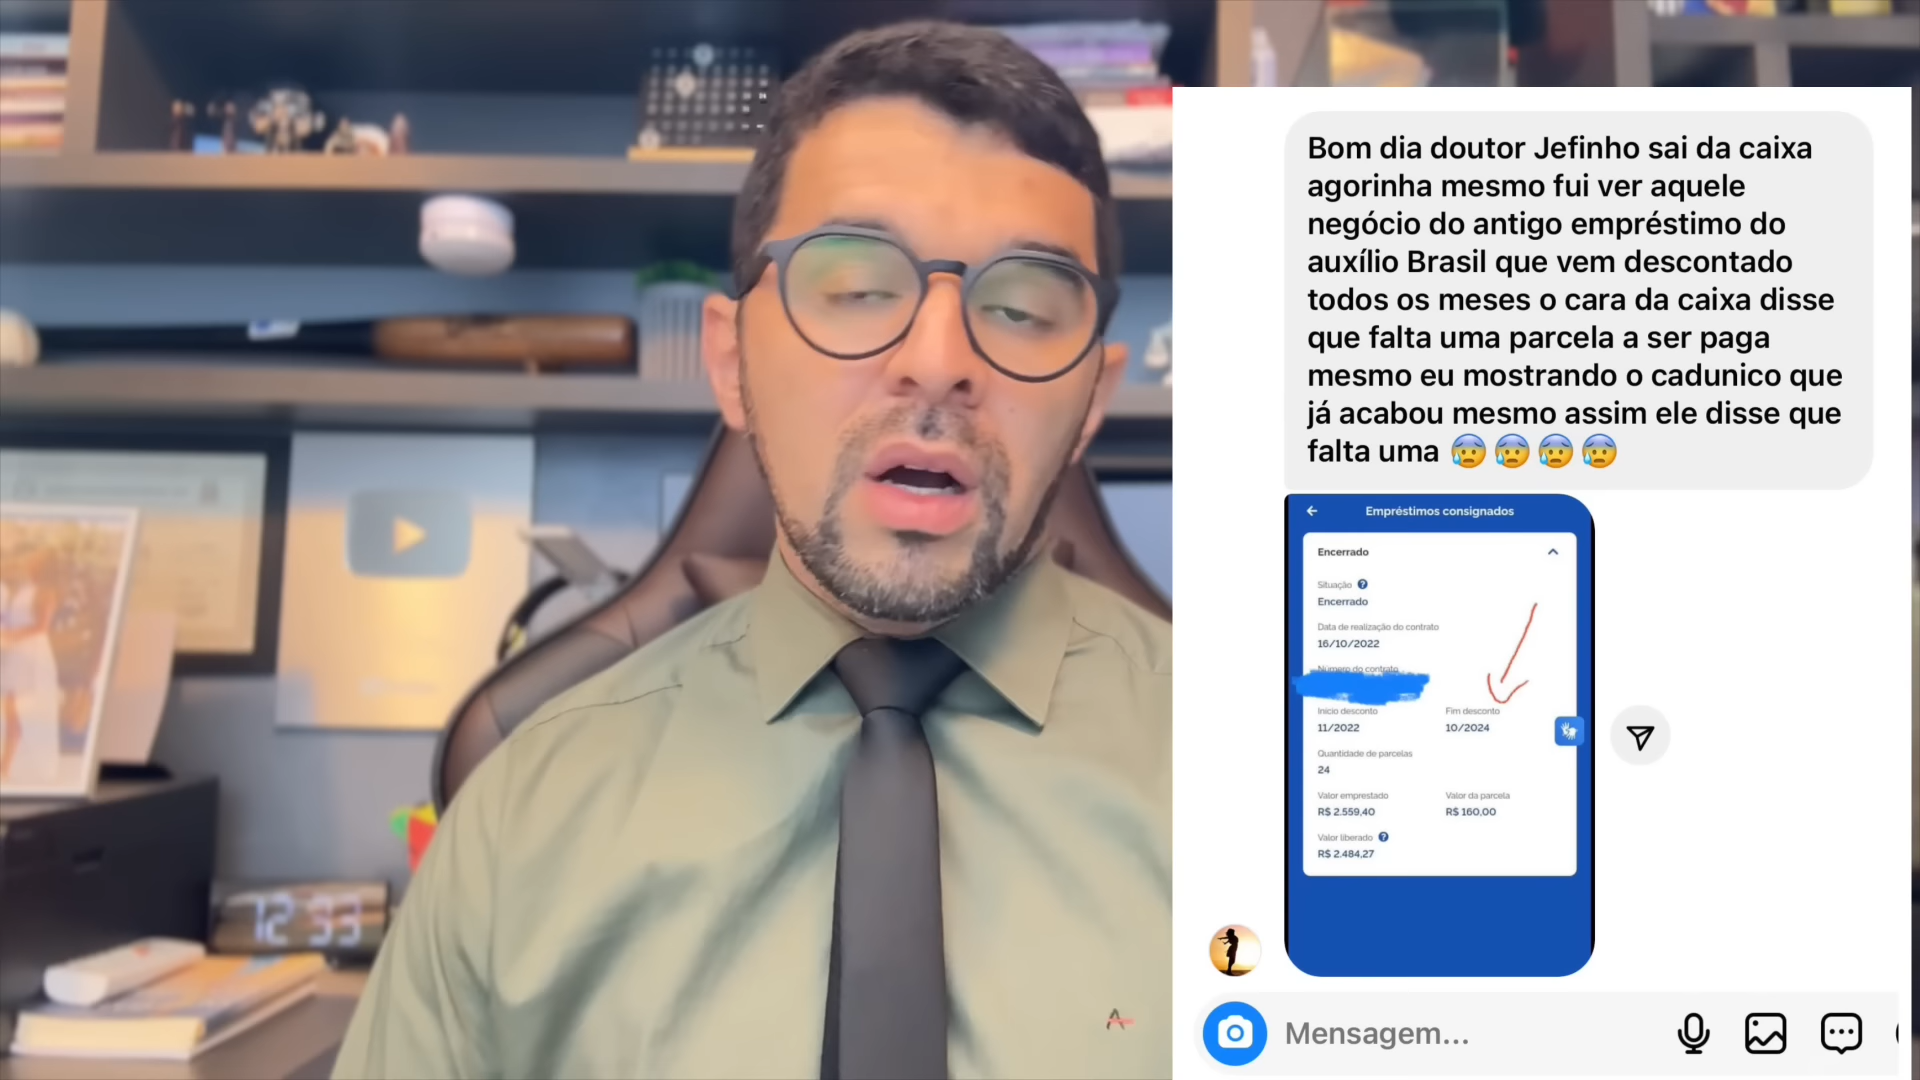 Bom dia doutor Jefinho sai da caixa
agorinha mesmo fui ver aquele
negócio do antigo empréstimo do
auxílio Brasil que vem descontado
todos os meses o cara da caixa disse
que falta uma parcela a ser paga
mesmo eu mostrando o cadunico que
já acabou mesmo assim ele disse que
falta uma 😰😰😰😰
Empréstimos consignados
Encerrado
Situação
Encerrado
Data de realização do contrato
16/10/2022
Número do contrato
Início desconto
Fim desconto
11/2022
10/2024
Quantidade de parcelas
24
Valor emprestado
Valor da parcela
R$ 2.559,40
R$ 160,00
Valor liberado
R$ 2.484,27
Mensagem...
12 33